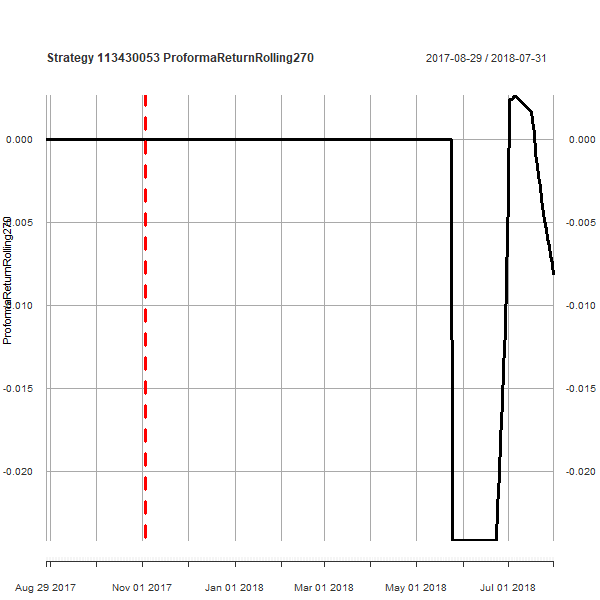 Strategy 113430053 ProformaReturnRolling270
2017-08-29 / 2018-07-31
0.000
0.000
-0.005
-0.005
ProformaReturnRolling270
-0.010
-0.010
-0.015
-0.015
-0.020
-0.020
Aug 29 2017 Nov 01 2017 Jan 01 2018 Mar 01 2018 May 01 2018 Jul 01 2018